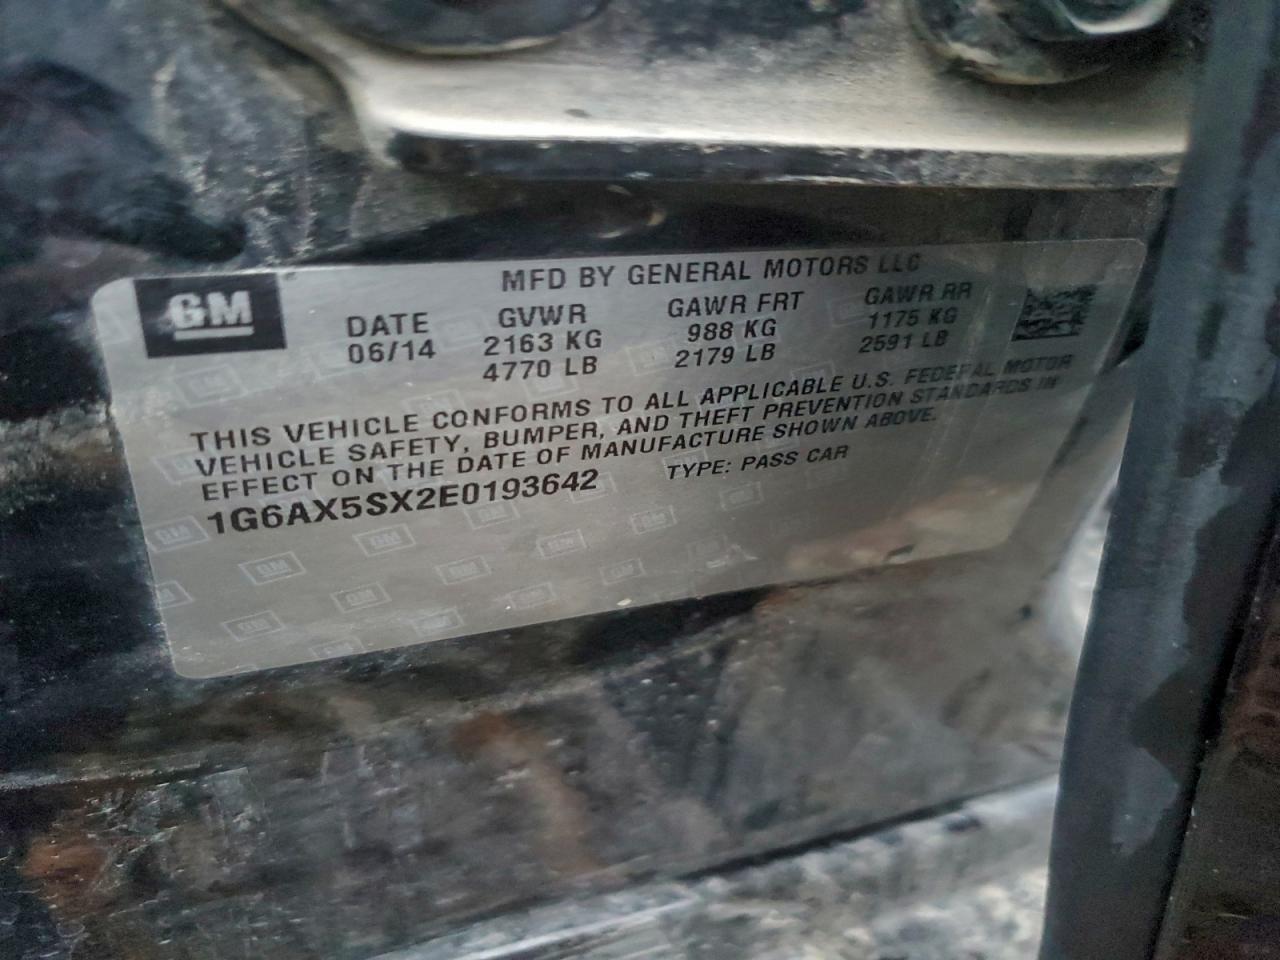 MFD BY GENERAL MOTORS LLC
GM
DATE GVWR GAWR FRT GAWR RR
06/14 2163 KG 988 KG 1175 KG
4770 LB 2179 LB 2591 LB
THIS VEHICLE CONFORMS TO ALL APPLICABLE U.S. FEDERAL MOTOR
VEHICLE SAFETY, BUMPER, AND THEFT PREVENTION STANDARDS IN
EFFECT ON THE DATE OF MANUFACTURE SHOWN ABOVE.
1G6AX5SX2E0193642 TYPE: PASS CAR